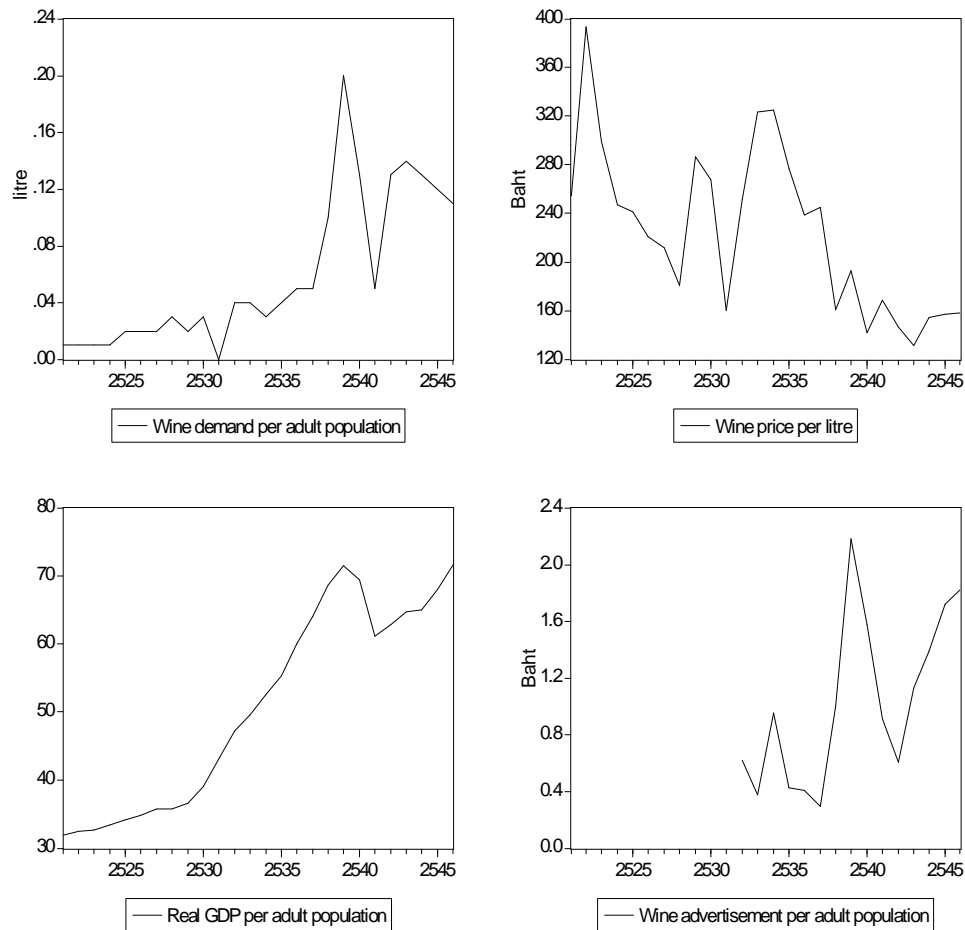 .24
.20
.16
.12
.08
.04
.00
litre
2525 2530 2535 2540 2545
Wine demand per adult population
400
360
320
280
240
200
160
120
Baht
2525 2530 2535 2540 2545
Wine price per litre
80
70
60
50
40
30
2525 2530 2535 2540 2545
Real GDP per adult population
2.4
2.0
1.6
1.2
0.8
0.4
0.0
Baht
2525 2530 2535 2540 2545
Wine advertisement per adult population